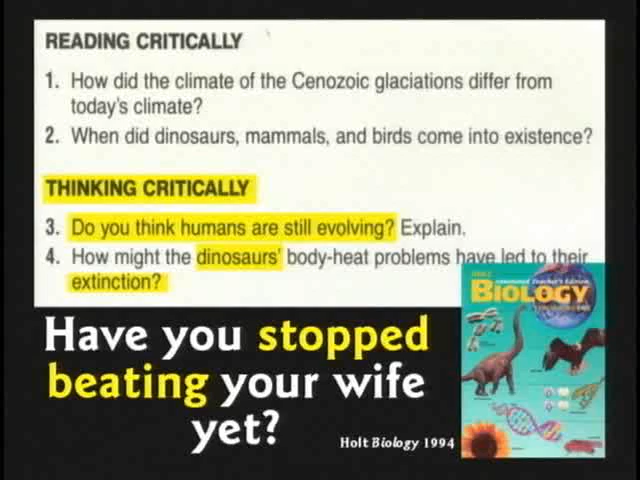 READING CRITICALLY
1. How did the climate of the Cenozoic glaciations differ from
today's climate?
2. When did dinosaurs, mammals, and birds come into existence?
THINKING CRITICALLY
3. Do you think humans are still evolving? Explain.
4. How might the dinosaurs' body-heat problems have led to their
extinction?
Have you stopped
beating your wife
yet?
Holt Biology 1994
Annotated Teacher's Edition
BIOLOGY